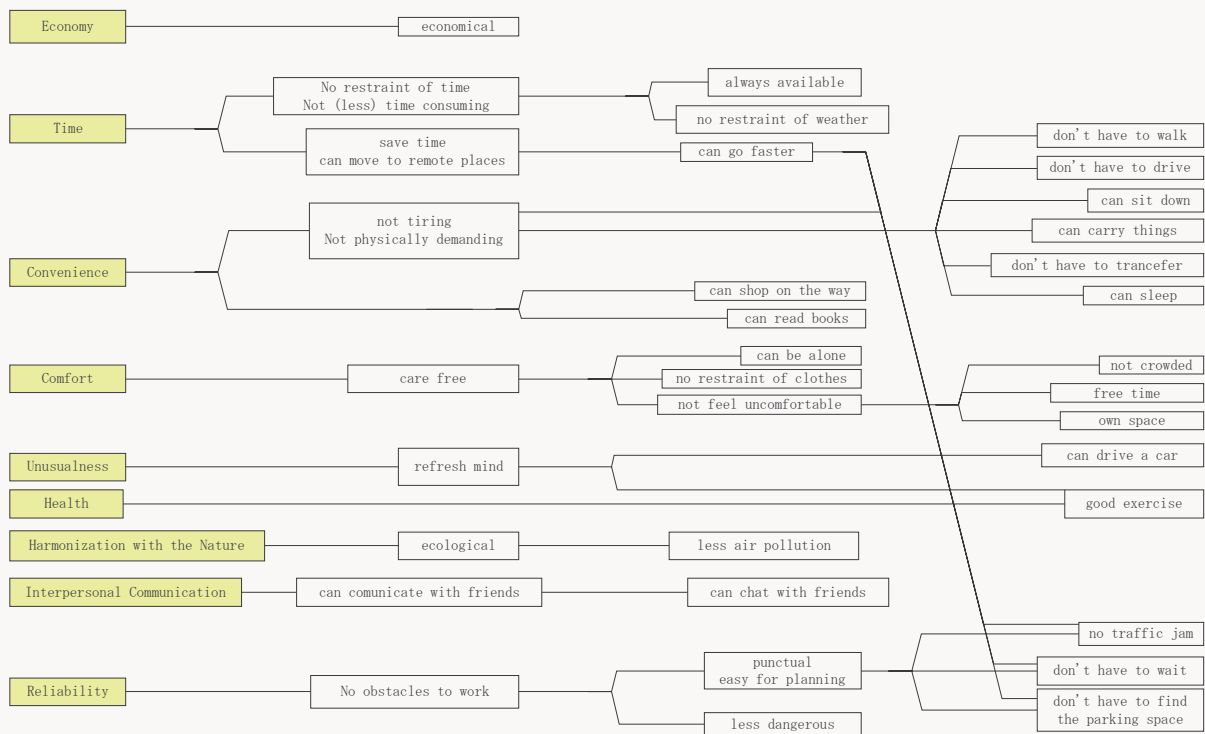 Economy
economical
Time
No restraint of time
Not (less) time consuming
always available
no restraint of weather
save time
can move to remote places
can go faster
don't have to walk
don't have to drive
can sit down
can carry things
don't have to trancefer
can sleep
Convenience
not tiring
Not physically demanding
can shop on the way
can read books
Comfort
care free
can be alone
no restraint of clothes
not feel uncomfortable
not crowded
free time
own space
Unusualness
refresh mind
can drive a car
Health
good exercise
Harmonization with the Nature
ecological
less air pollution
Interpersonal Communication
can comunicate with friends
can chat with friends
Reliability
No obstacles to work
punctual
easy for planning
less dangerous
no traffic jam
don't have to wait
don't have to find
the parking space